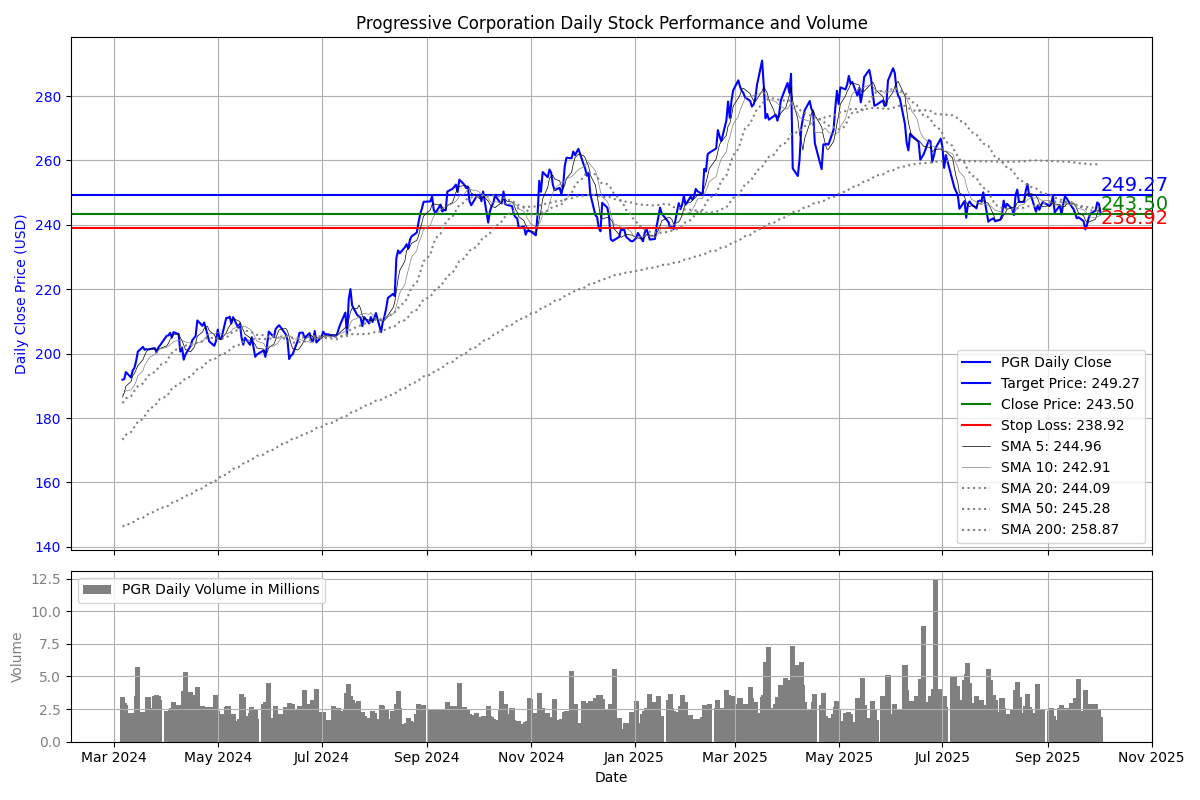 Progressive Corporation Daily Stock Performance and Volume
Daily Close Price (USD)
280
260
240
220
200
180
160
140
249.27
243.50
238.92
PGR Daily Close
Target Price: 249.27
Close Price: 243.50
Stop Loss: 238.92
SMA 5: 244.96
SMA 10: 242.91
SMA 20: 244.09
SMA 50: 245.28
SMA 200: 258.87
Volume
12.5
10.0
7.5
5.0
2.5
0.0
PGR Daily Volume in Millions
Mar 2024 May 2024 Jul 2024 Sep 2024 Nov 2024 Jan 2025 Mar 2025 May 2025 Jul 2025 Sep 2025 Nov 2025
Date